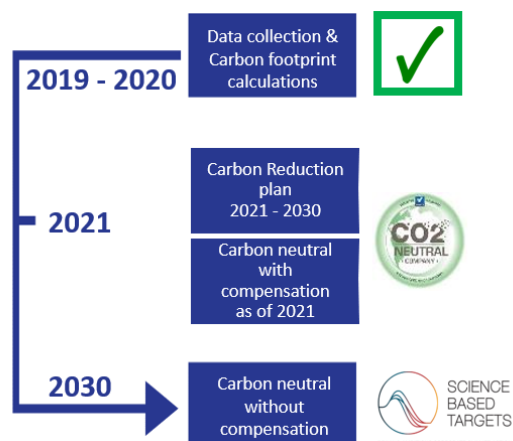 Data collection &
Carbon footprint
calculations
2019 - 2020
Carbon Reduction
plan
2021 - 2030
2021
Carbon neutral
with
compensation
as of 2021
CO2
NEUTRAL
COMPANY
2030
Carbon neutral
without
compensation
SCIENCE
BASED
TARGETS